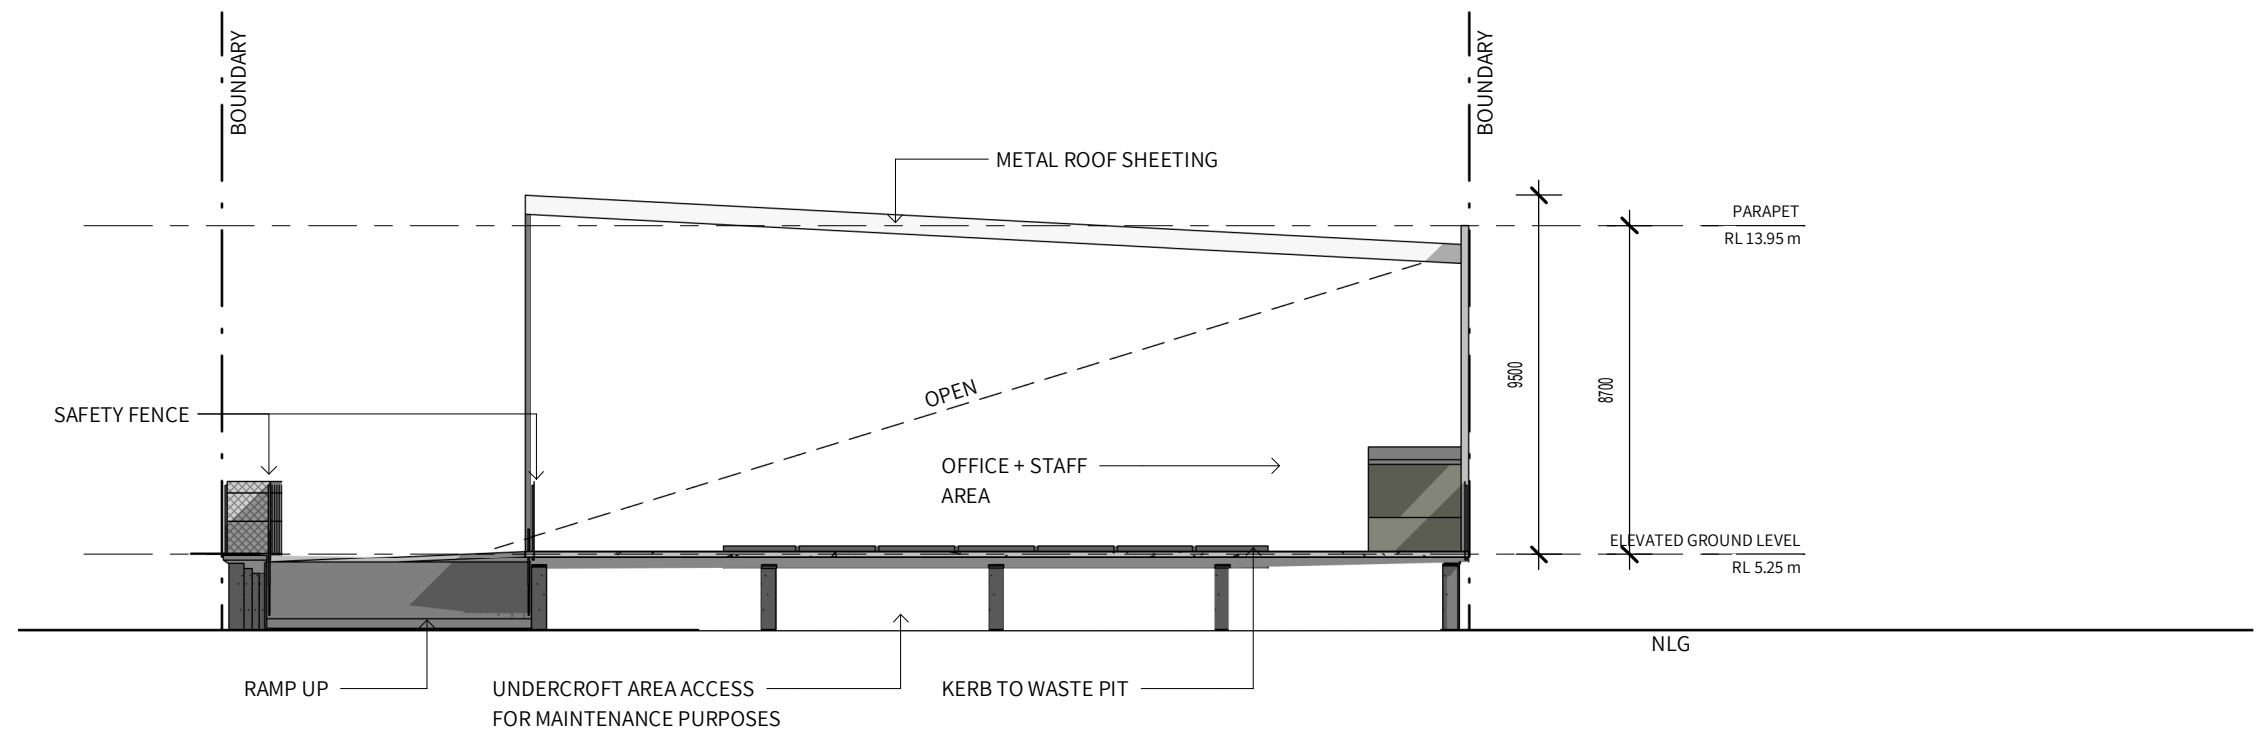 BOUNDARY
BOUNDARY
METAL ROOF SHEETING
PARAPET
RL 13.95 m
9500
8700
OPEN
SAFETY FENCE
OFFICE + STAFF
AREA
ELEVATED GROUND LEVEL
RL 5.25 m
NLG
RAMP UP
UNDERCROFT AREA ACCESS
FOR MAINTENANCE PURPOSES
KERB TO WASTE PIT